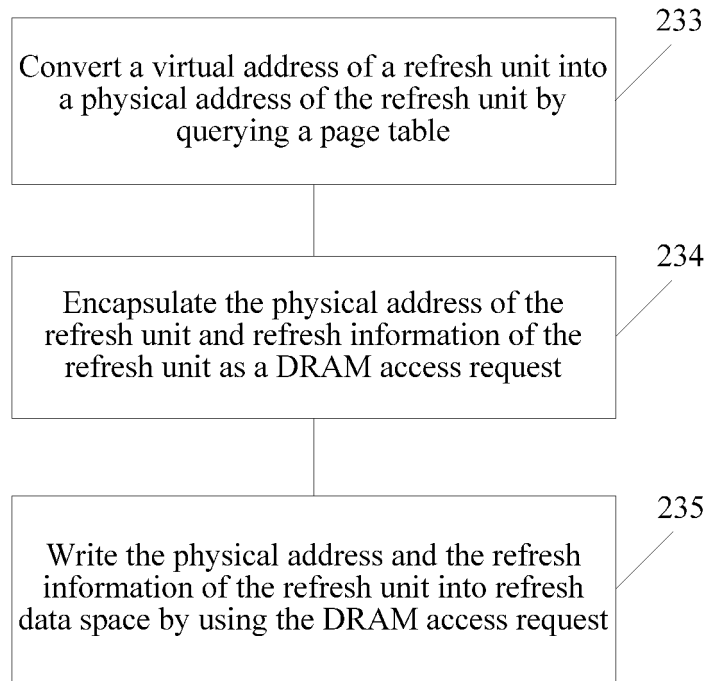 233
Convert a virtual address of a refresh unit into
a physical address of the refresh unit by
querying a page table
234
Encapsulate the physical address of the
refresh unit and refresh information of the
refresh unit as a DRAM access request
235
Write the physical address and the refresh
information of the refresh unit into refresh
data space by using the DRAM access request